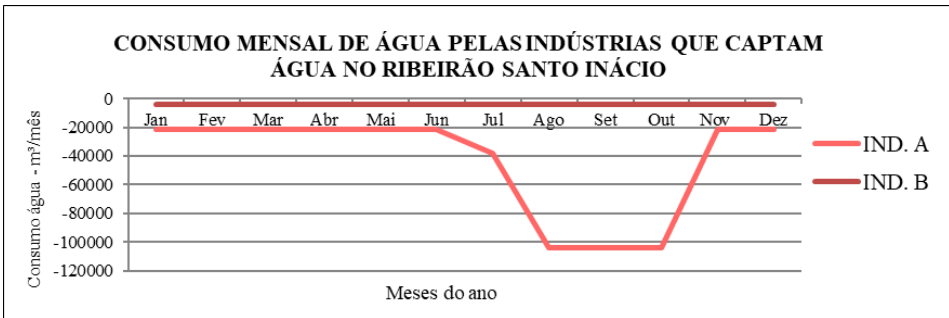 CONSUMO MENSAL DE ÁGUA PELAS INDÚSTRIAS QUE CAPTAM
ÁGUA NO RIBEIRÃO SANTO INÁCIO
Consumo água - m³/mês
0
-20000
-40000
-60000
-80000
-100000
-120000
Jan Fev Mar Abr Mai Jun Jul Ago Set Out Nov Dez
IND. A
IND. B
Meses do ano